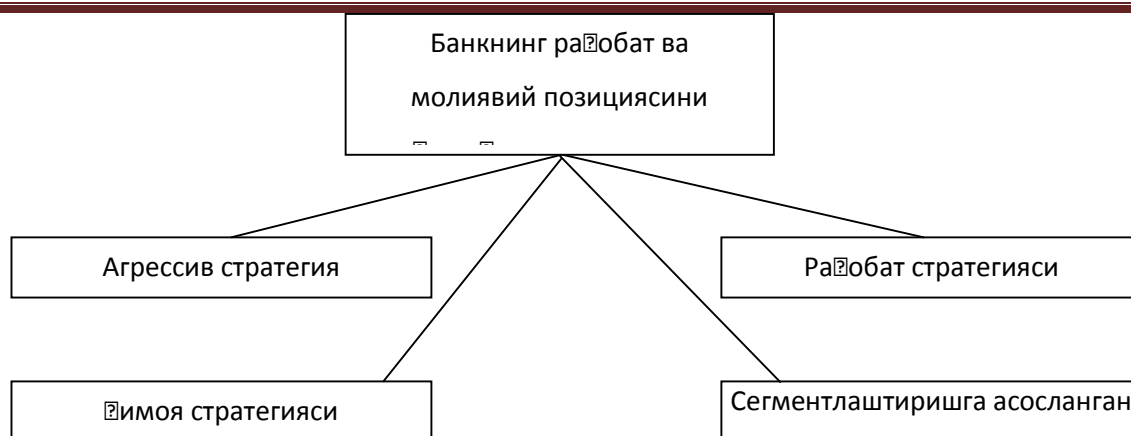 Банкнинг ра⍰обат ва
молиявий позициясини
Агрессив стратегия
Ра⍰обат стратегияси
⍰имоя стратегияси
Сегментлаштиришга асосланган